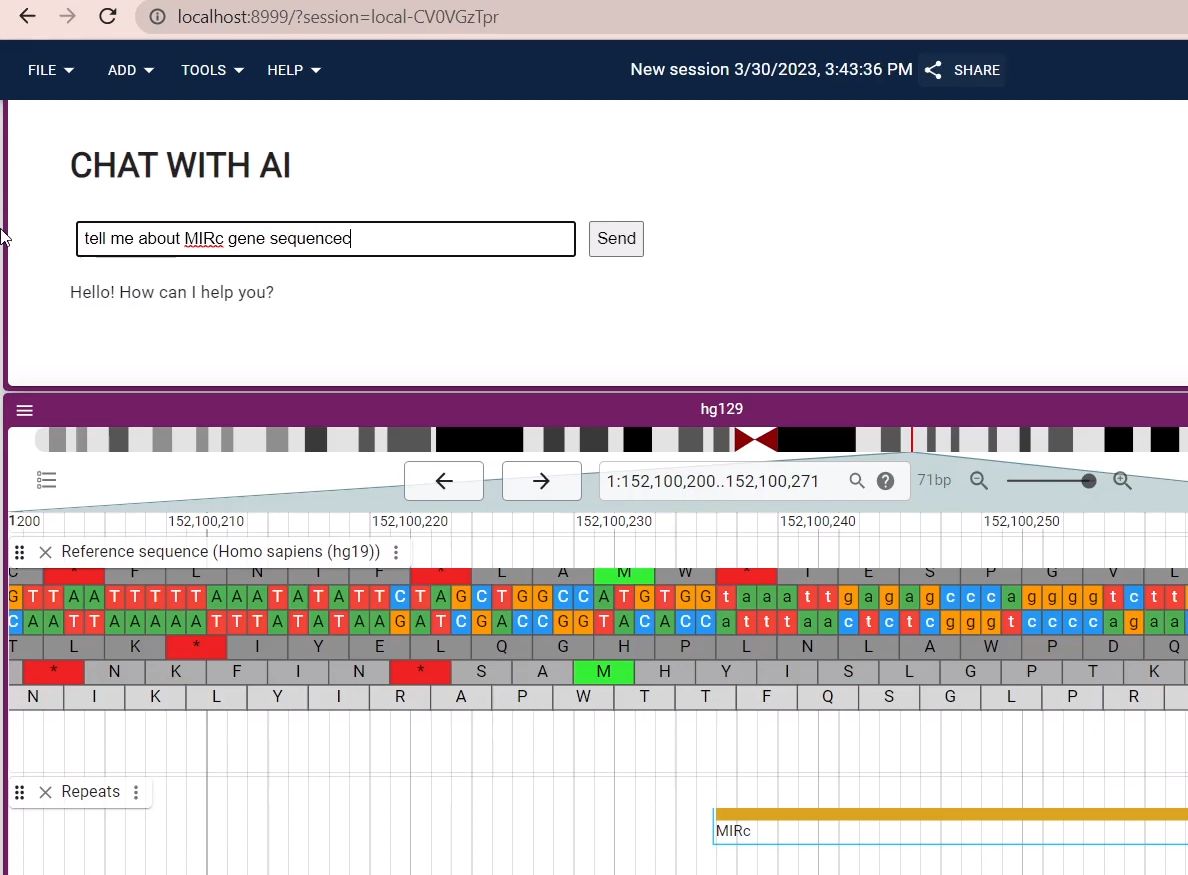 localhost:8999/?session=local-CV0VGzTpr
FILE ADD TOOLS HELP New session 3/30/2023, 3:43:36 PM SHARE
CHAT WITH AI
tell me about MIRc gene sequencec Send
Hello! How can I help you?
hg129
1:152,100,200..152,100,271 ? 71bp
1200 152,100,210 152,100,220 152,100,230 152,100,240 152,100,250
Reference sequence (Homo sapiens (hg19))
C * F L N I F * L A M W * I E S P G V L
G T T A A T T T T T A A A T A T A T T C T A G C T G G C C A T G T G G t a a a t t g a g a g c c c a g g g g t c t t
C A A T T A A A A A T T T A T A T A A G A T C G A C C G G T A C A C C a t t t a a c t c t c g g g t c c c c a g a a
T L K * I Y E L Q G H P L N L A W P D Q
* N K F I N * S A M H Y I S L G P T K
N I K L Y I R A P W T T F Q S G L P R
Repeats
MIRc